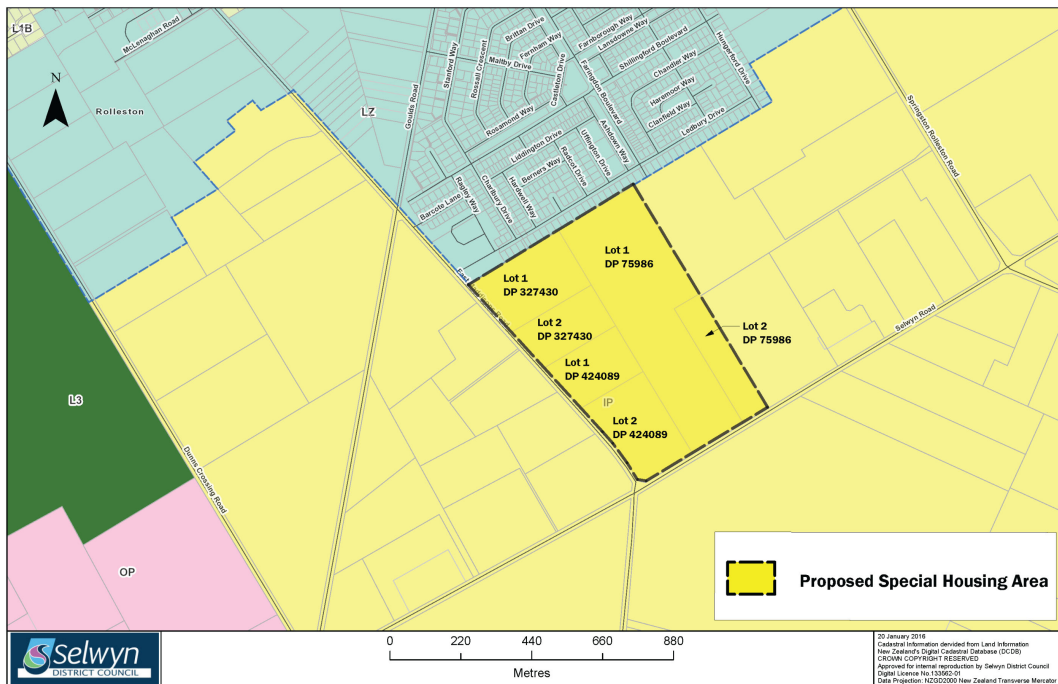 L1B
McLenaghan Road
N
Rolleston
LZ
Goulds Road
Stanford Way
Rossall Crescent
Brittan Drive
Fernham Way
Maltby Drive
Castleton Drive
Rosamond Way
Farnborough Way
Lansdowne Way
Shillingford Boulevard
Faringdon Boulevard
Chandler Way
Hungerford Drive
Haremoor Way
Clanfield Way
Ledbury Drive
Ashdown Way
Liddington Drive
Uffington Drive
Berners Way
Radcot Drive
Hardwell Way
Charlbury Drive
Ragley Way
Barcote Lane
Springston Rolleston Road
East
Lot 1
DP 75986
Lot 1
DP 327430
Lot 2
DP 327430
Lot 2
DP 75986
Selwyn Road
Lot 1
DP 424089
IP
Lot 2
DP 424089
L3
Dunns Crossing Road
OP
Proposed Special Housing Area
Selwyn
DISTRICT COUNCIL
0 220 440 660 880
Metres
20 January 2016
Cadastral Information derived from Land Information
New Zealand's Digital Cadastral Database (DCDB)
CROWN COPYRIGHT RESERVED
Approved for internal reproduction by Selwyn District Council
Digital Licence No.133562-01
Data Projection: NZGD2000 New Zealand Transverse Mercator